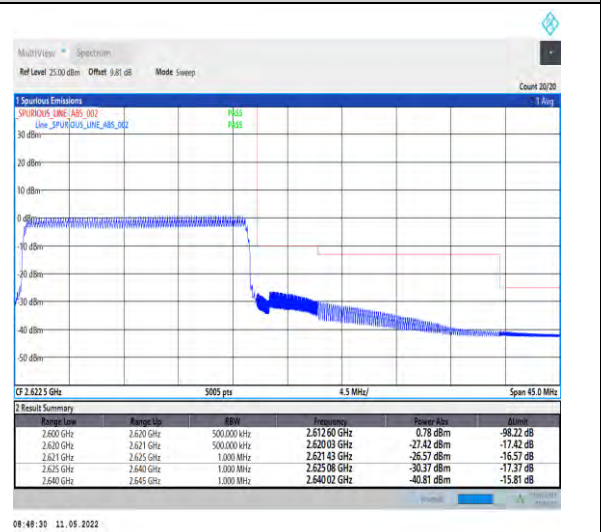 MultiView Spectrum
Ref Level 25.00 dBm Offset 9.81 dB Mode Sweep
Count 20/20
1 Spurious Emissions 1 Avg
_SPURIOUS_LINE_ABS_002 PASS
Line _SPURIOUS_LINE_ABS_002 PASS
30 dBm
20 dBm
10 dBm
0 dBm
-10 dBm
-20 dBm
-30 dBm
-40 dBm
-50 dBm
CF 2.6225 GHz 5005 pts 4.5 MHz/ Span 45.0 MHz
2 Result Summary
Range Low Range Up RBW Frequency Power Abs ΔLimit
2.600 GHz 2.620 GHz 500.000 kHz 2.61260 GHz 0.78 dBm -98.22 dB
2.620 GHz 2.621 GHz 500.000 kHz 2.62003 GHz -27.42 dBm -17.42 dB
2.621 GHz 2.625 GHz 1.000 MHz 2.62143 GHz -26.57 dBm -16.57 dB
2.625 GHz 2.640 GHz 1.000 MHz 2.62508 GHz -30.37 dBm -17.37 dB
2.640 GHz 2.645 GHz 1.000 MHz 2.64002 GHz -40.81 dBm -15.81 dB
08:48:30 11.05.2022